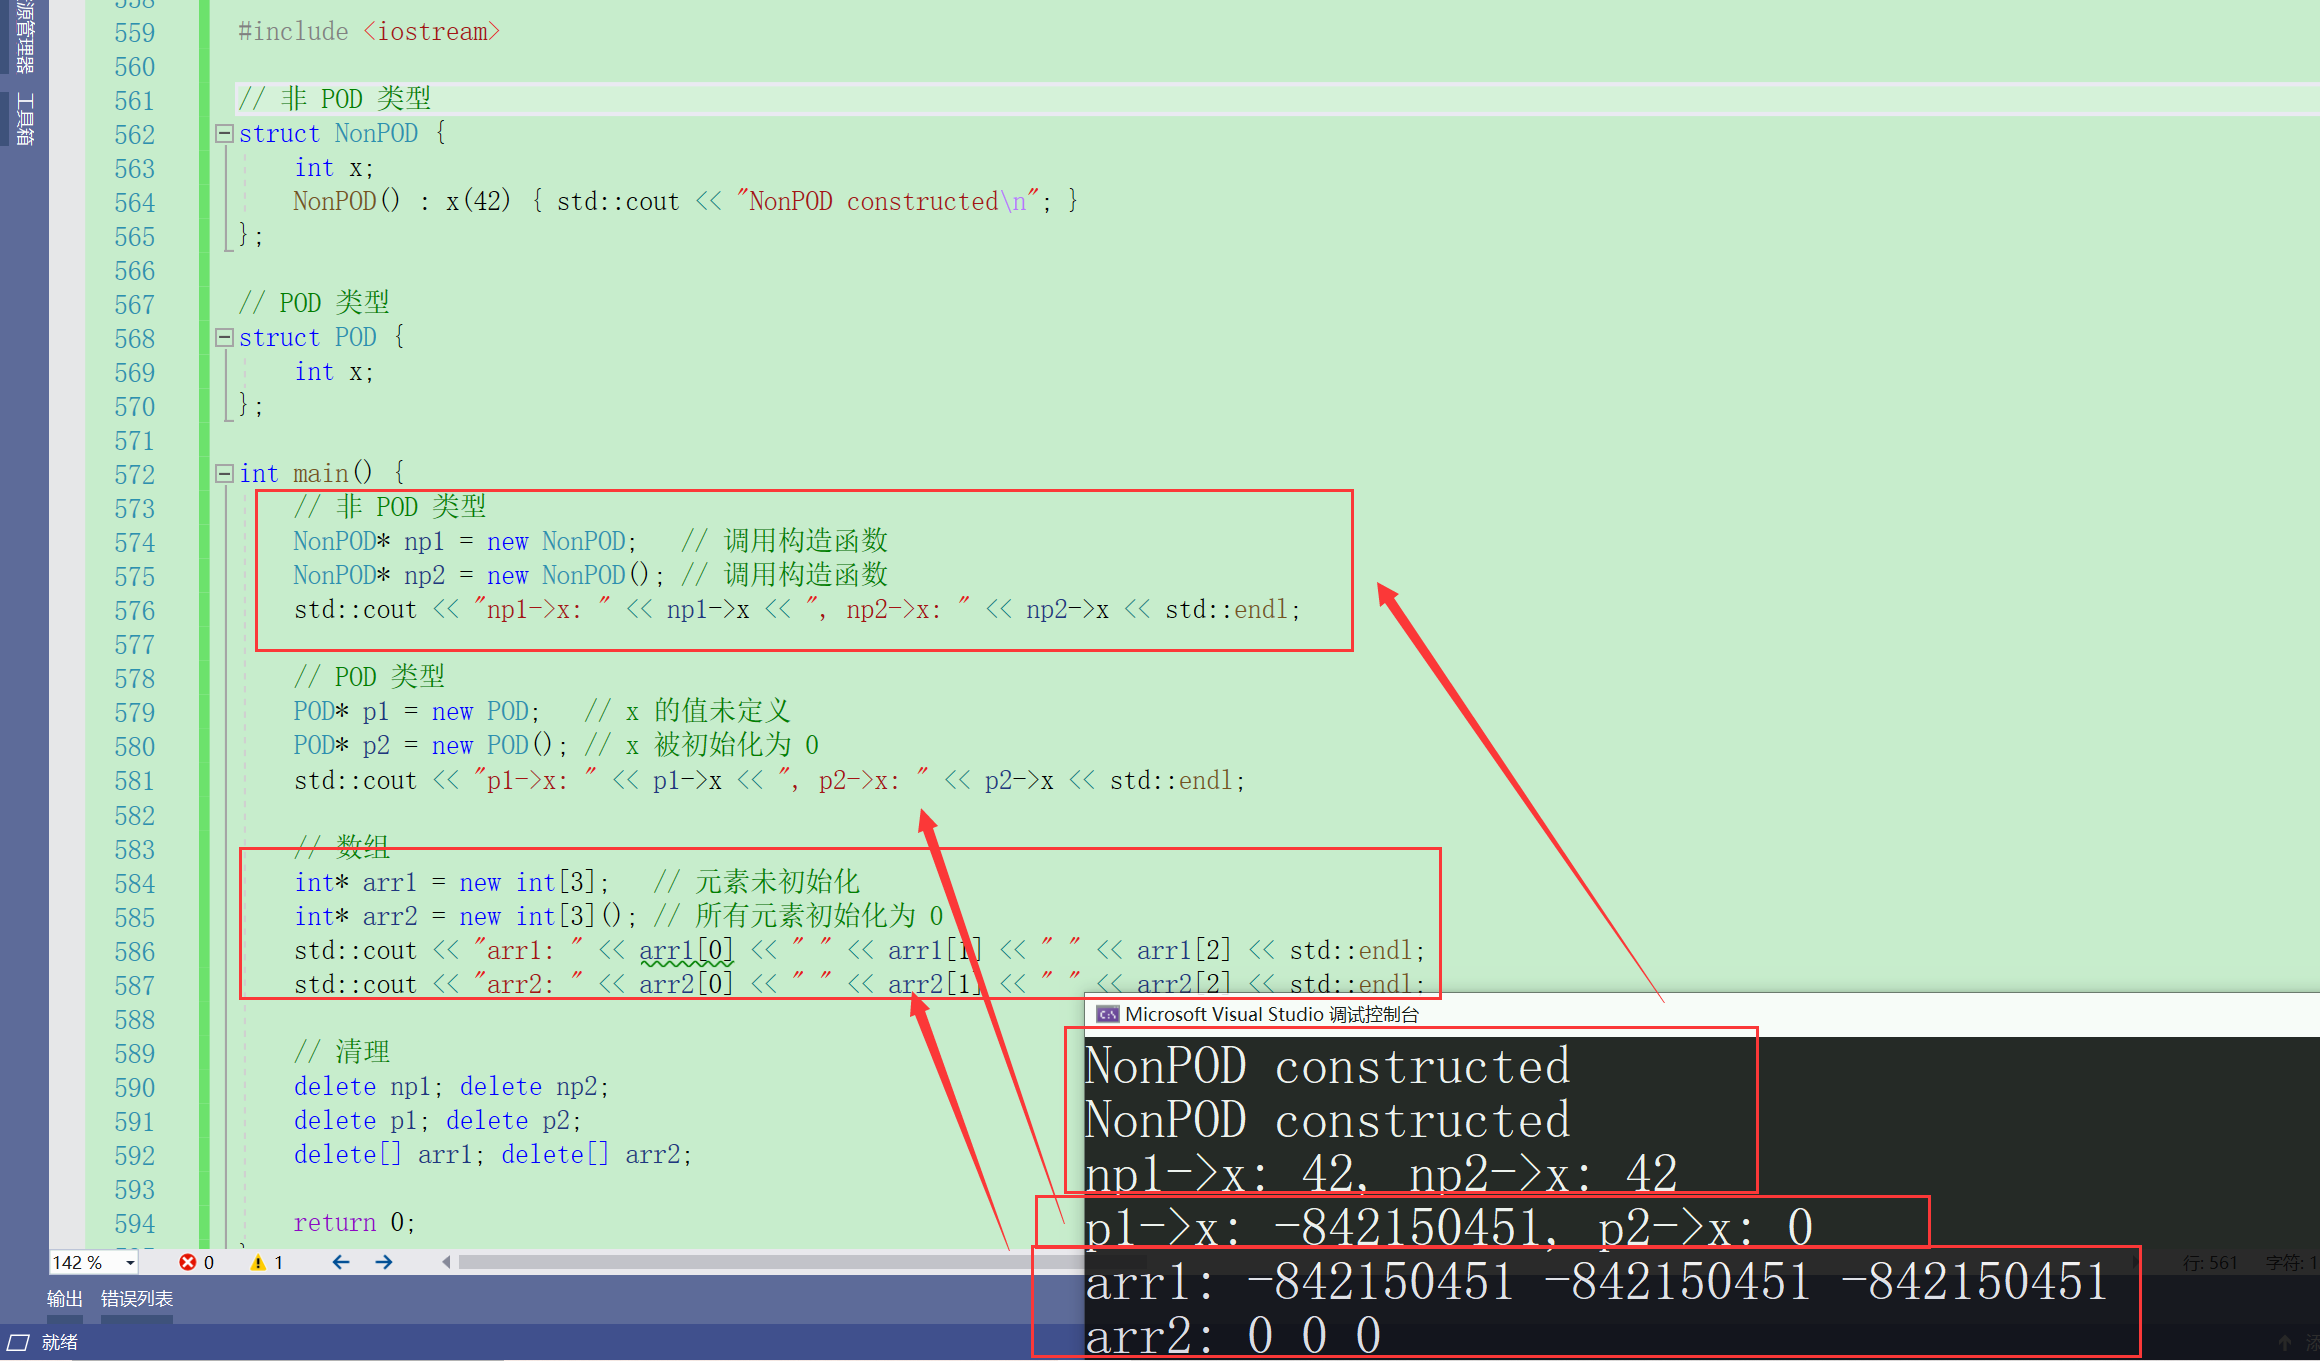 源管理器
工具箱
558
559 #include <iostream>
560
561 // 非 POD 类型
562 struct NonPOD {
563 int x;
564 NonPOD() : x(42) { std::cout << "NonPOD constructed\n"; }
565 };
566
567 // POD 类型
568 struct POD {
569 int x;
570 };
571
572 int main() {
573 // 非 POD 类型
574 NonPOD* np1 = new NonPOD; // 调用构造函数
575 NonPOD* np2 = new NonPOD(); // 调用构造函数
576 std::cout << "np1->x: " << np1->x << ", np2->x: " << np2->x << std::endl;
577
578 // POD 类型
579 POD* p1 = new POD; // x 的值未定义
580 POD* p2 = new POD(); // x 被初始化为 0
581 std::cout << "p1->x: " << p1->x << ", p2->x: " << p2->x << std::endl;
582
583 // 数组
584 int* arr1 = new int[3]; // 元素未初始化
585 int* arr2 = new int[3](); // 所有元素初始化为 0
586 std::cout << "arr1: " << arr1[0] << " " << arr1[1] << " " << arr1[2] << std::endl;
587 std::cout << "arr2: " << arr2[0] << " " << arr2[1] << " " << arr2[2] << std::endl;
588
589 // 清理
590 delete np1; delete np2;
591 delete p1; delete p2;
592 delete[] arr1; delete[] arr2;
593
594 return 0;
Microsoft Visual Studio 调试控制台
NonPOD constructed
NonPOD constructed
np1->x: 42, np2->x: 42
p1->x: -842150451, p2->x: 0
arr1: -842150451 -842150451 -842150451
arr2: 0 0 0
142 % 0 1 行: 561 字符: 1
输出 错误列表
就绪